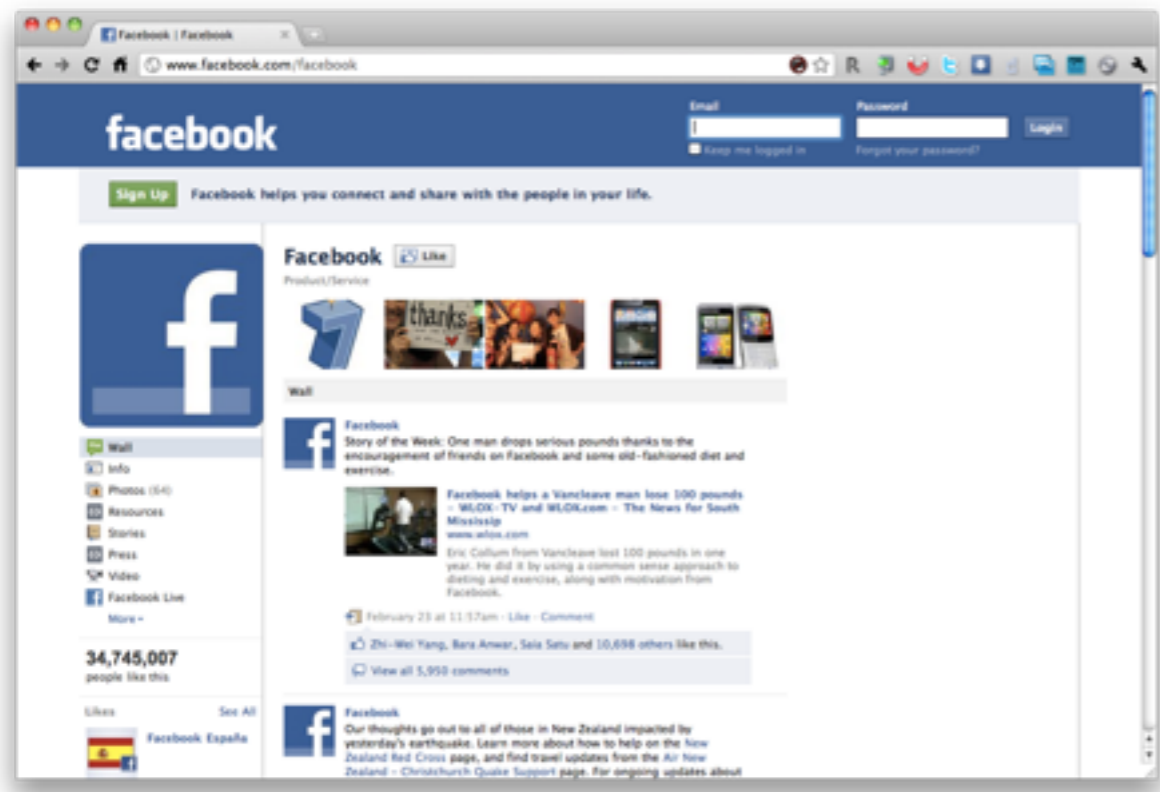 Facebook | Facebook
www.facebook.com/facebook
facebook
Email
Password
Login
Keep me logged in
Forgot your password?
Sign Up
Facebook helps you connect and share with the people in your life.
Facebook
Like
Product/Service
thanks
Wall
Wall
Info
Photos (64)
Resources
Stories
Press
Video
Facebook Live
More
34,745,007
people like this
Likes
See All
Facebook España
Facebook
Story of the Week: One man drops serious pounds thanks to the
encouragement of friends on Facebook and some old-fashioned diet and
exercise.
Facebook helps a Vancleave man lose 100 pounds
- WLOX-TV and WLOX.com - The News for South
Mississip
www.wlox.com
Eric Collum from Vancleave lost 100 pounds in one
year. He did it by using a common sense approach to
dieting and exercise, along with motivation from
Facebook.
February 23 at 11:57am · Like · Comment
Zhi-Wei Yang, Bara Anwar, Saia Satu and 10,698 others like this.
View all 5,950 comments
Facebook
Our thoughts go out to all of those in New Zealand impacted by
yesterday's earthquake. Learn more about how to help on the New
Zealand Red Cross page, and find travel updates from the Air New
Zealand - Christchurch Quake Support page. For ongoing updates about